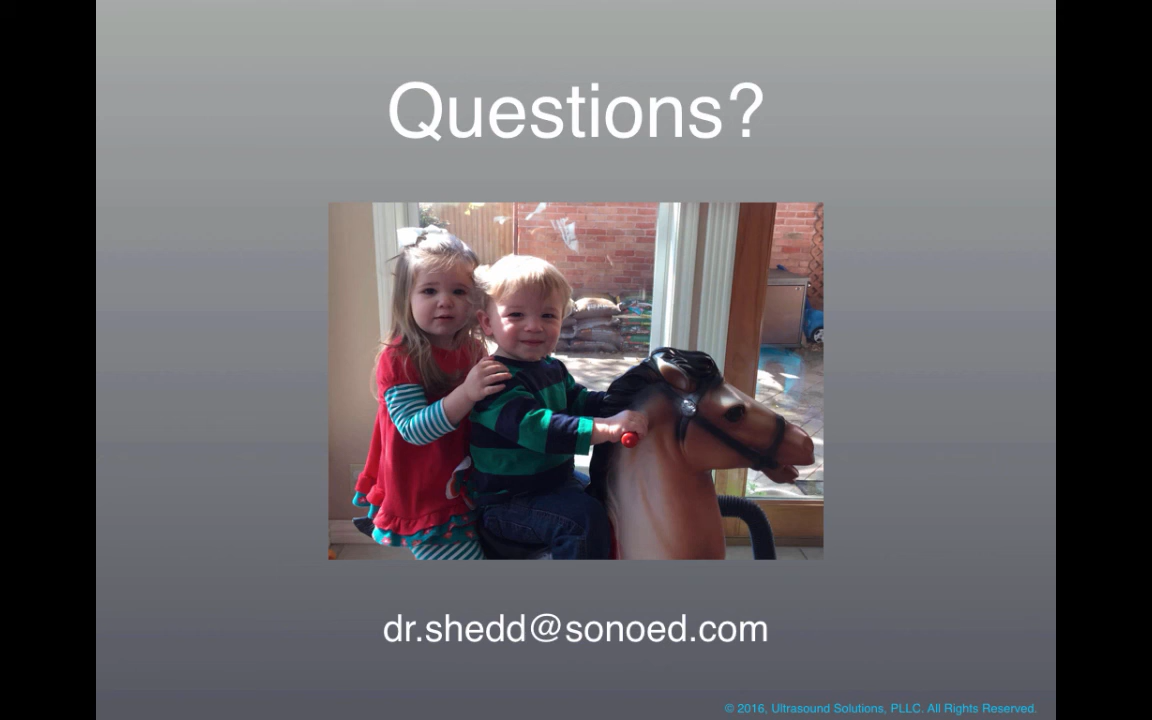 Questions?
dr.shedd@sonoed.com
© 2016, Ultrasound Solutions, PLLC. All Rights Reserved.